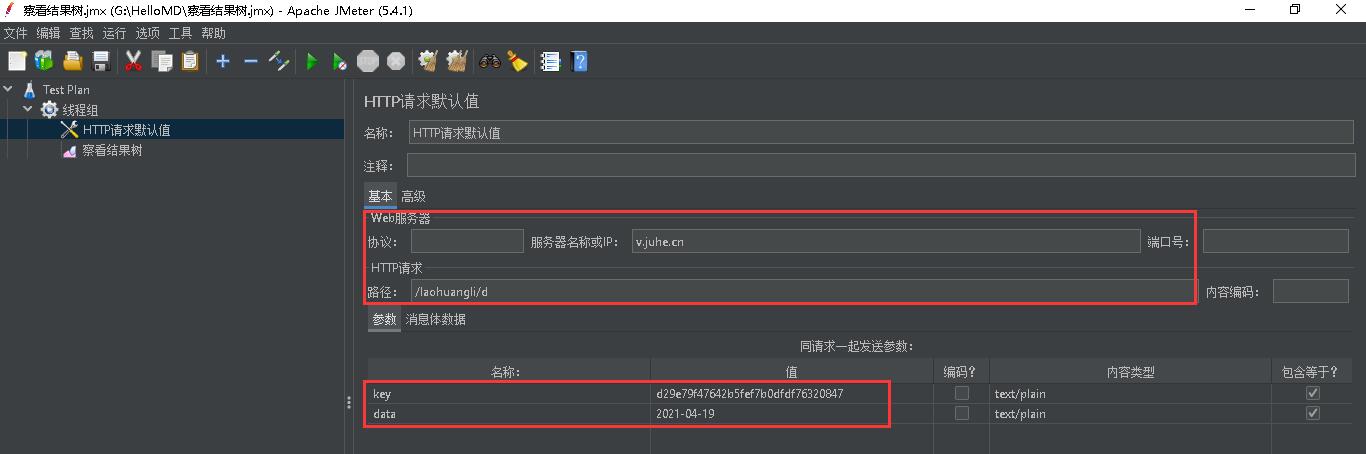 察看结果树.jmx (G:\HelloMD\察看结果树.jmx) - Apache JMeter (5.4.1)
文件 编辑 查找 运行 选项 工具 帮助
STOP
Test Plan
线程组
HTTP请求默认值
察看结果树
HTTP请求默认值
名称： HTTP请求默认值
注释：
基本 高级
Web服务器
协议： 服务器名称或IP： v.juhe.cn 端口号：
HTTP请求
路径： /laohuangli/d 内容编码：
参数 消息体数据
同请求一起发送参数：
名称： 值 编码？ 内容类型 包含等于？
key d29e79f47642b5fef7b0dfdf76320847 text/plain
data 2021-04-19 text/plain